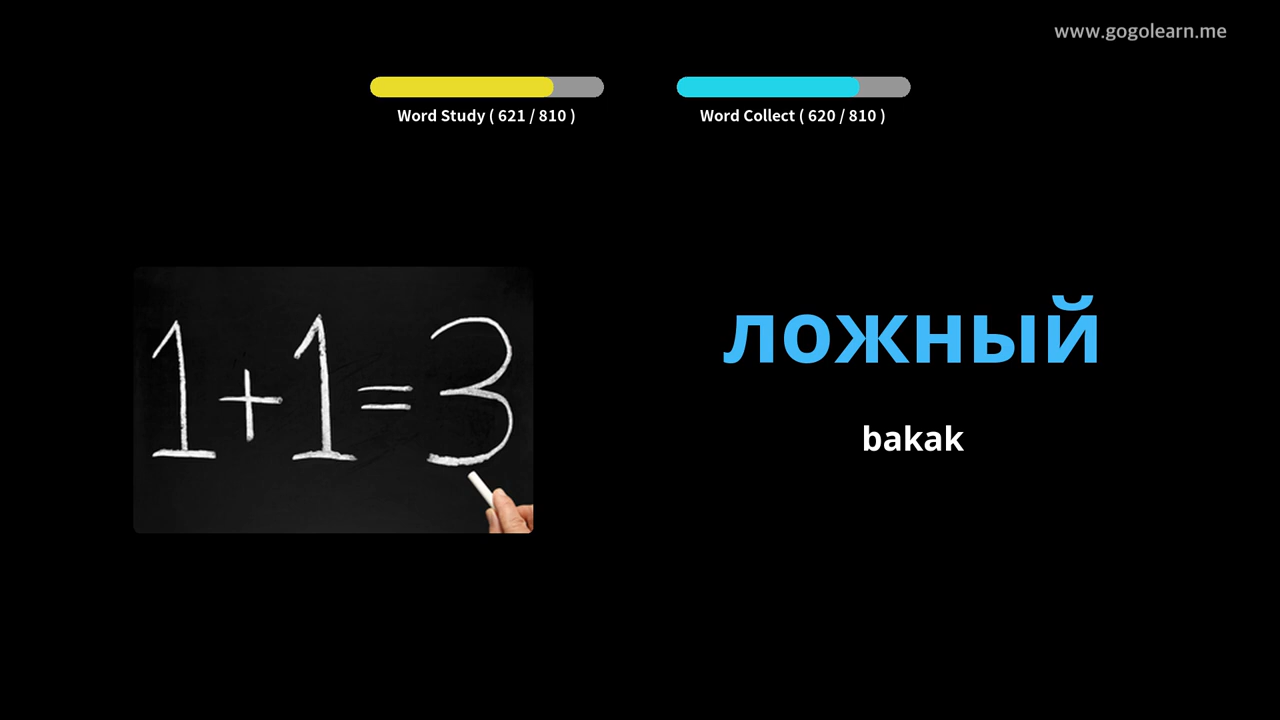 www.gogolearn.me
Word Study ( 621 / 810 )
Word Collect ( 620 / 810 )
1+1=3
ложный
bakak